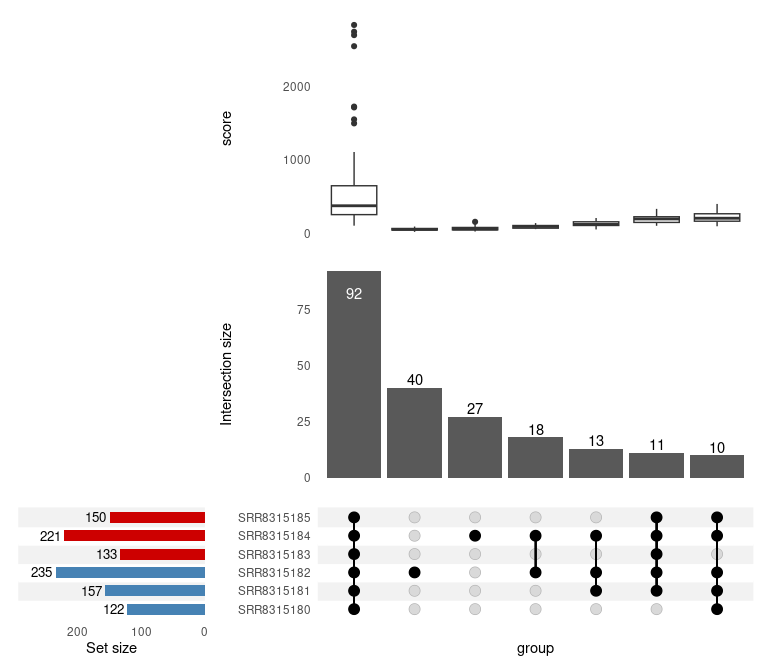 2000
score
1000
0
92
75
Intersection size
50
40
27
25
18
13
11
10
0
150
SRR8315185
221
SRR8315184
133
SRR8315183
235
SRR8315182
157
SRR8315181
122
SRR8315180
200 100 0
Set size
group